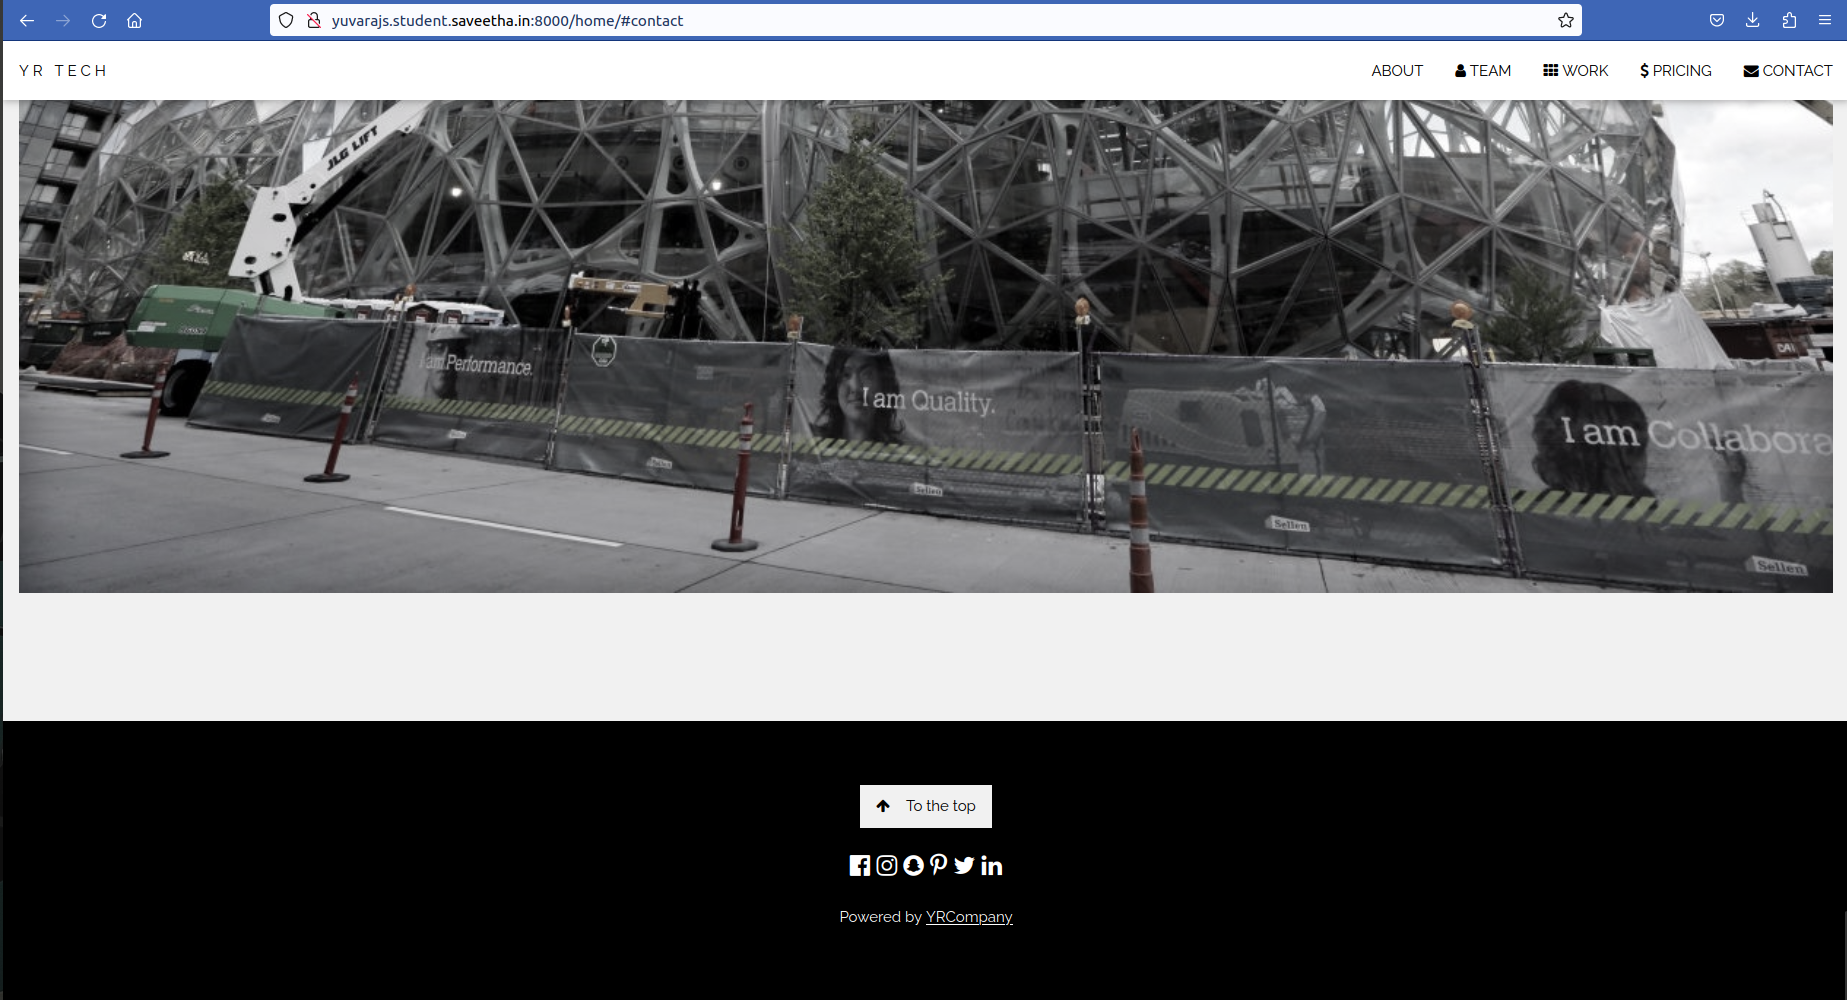 yuvarajs.student.saveetha.in:8000/home/#contact
YR TECH
ABOUT TEAM WORK $ PRICING CONTACT
JLG LIFT
I am Performance.
I am Quality.
I am Collabora
Sellen
Sellen
Sellen
To the top
Powered by YRCompany